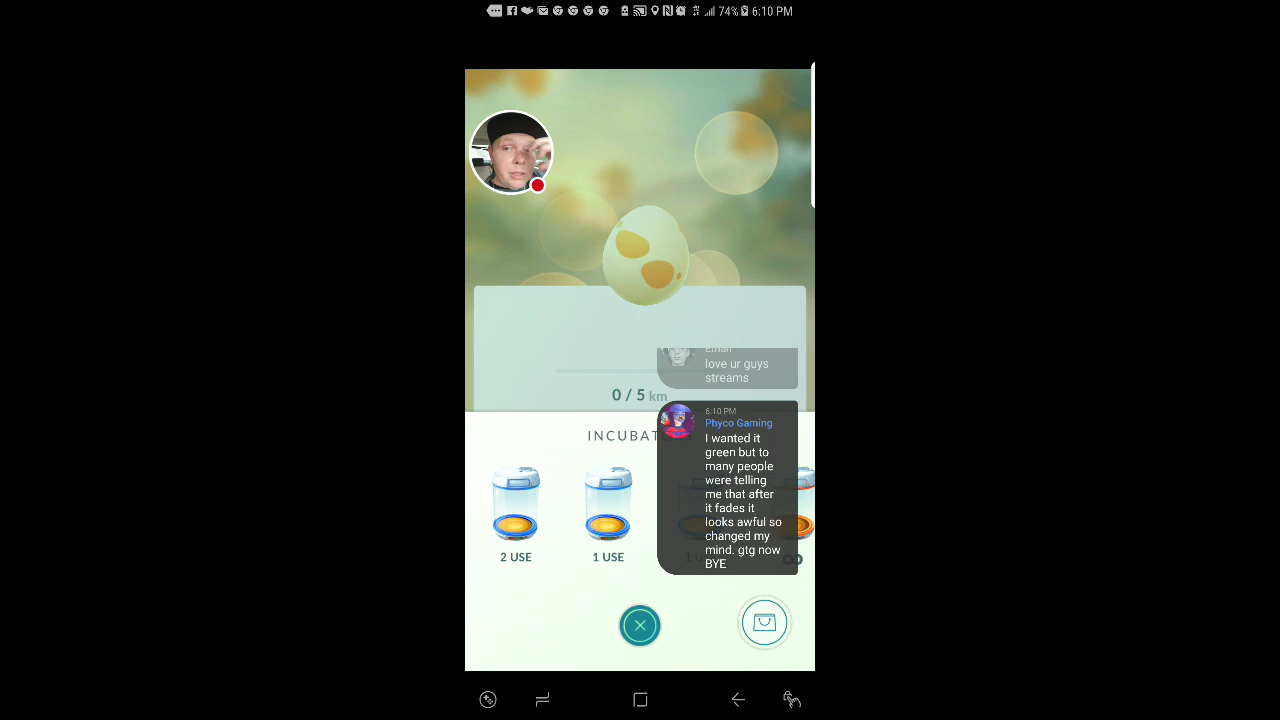 74% 6:10 PM
Ethan
love ur guys
streams
0 / 5 km
6:10 PM
Phyco Gaming
I wanted it
green but to
many people
were telling
me that after
it fades it
looks awful so
changed my
mind. gtg now
BYE
INCUBATORS
2 USE
1 USE
1 U
∞